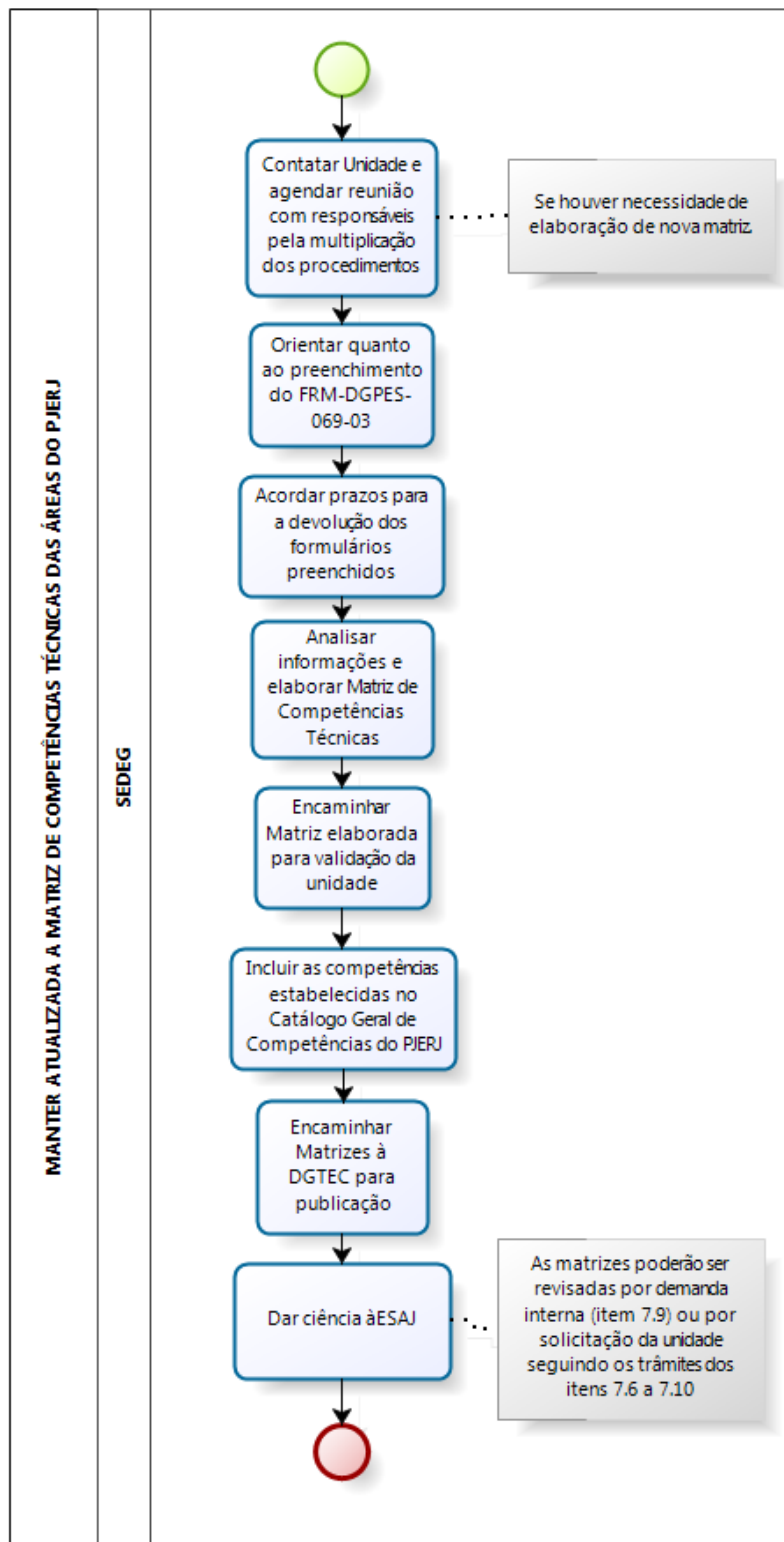 MANTER ATUALIZADA A MATRIZ DE COMPETÊNCIAS TÉCNICAS DAS ÁREAS DO PJERJ
SEDEG
Contatar Unidade e
agendar reunião
com responsáveis
pela multiplicação
dos procedimentos
Se houver necessidade de
elaboração de nova matriz.
Orientar quanto
ao preenchimento
do FRM-DGPES-
069-03
Acordar prazos para
a devolução dos
formulários
preenchidos
Analisar
informações e
elaborar Matriz de
Competências
Técnicas
Encaminhar
Matriz elaborada
para validação da
unidade
Incluir as competências
estabelecidas no
Catálogo Geral de
Competências do PJERJ
Encaminhar
Matrizes à
DGTEC para
publicação
Dar ciência à ESAJ
As matrizes poderão ser
revisadas por demanda
interna (item 7.9) ou por
solicitação da unidade
seguindo os trâmites dos
itens 7.6 a 7.10